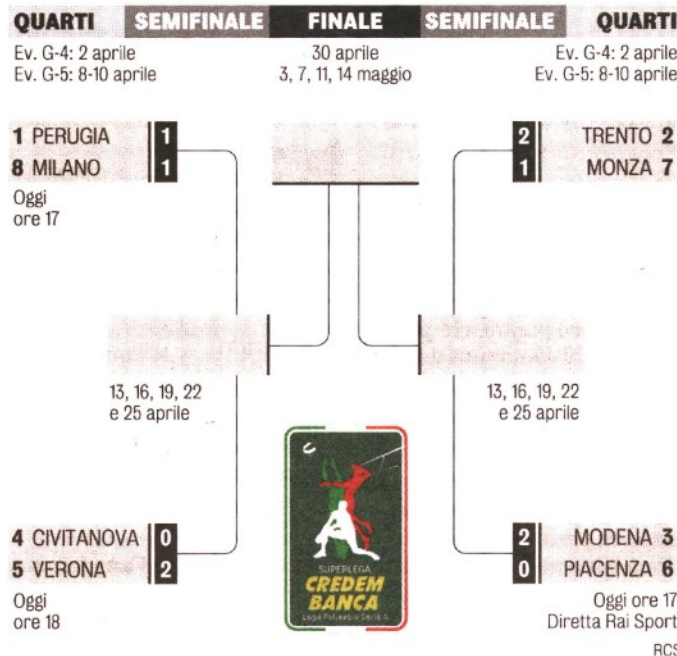 QUARTI SEMIFINALE FINALE SEMIFINALE QUARTI
Ev. G-4: 2 aprile
Ev. G-5: 8-10 aprile
30 aprile
3, 7, 11, 14 maggio
Ev. G-4: 2 aprile
Ev. G-5: 8-10 aprile
1 PERUGIA 1
8 MILANO 1
Oggi
ore 17
2 TRENTO 2
1 MONZA 7
13, 16, 19, 22
e 25 aprile
13, 16, 19, 22
e 25 aprile
4 CIVITANOVA 0
5 VERONA 2
Oggi
ore 18
SUPERLEGA
CREDEM
BANCA
Lega Pallavolo Serie A
2 MODENA 3
0 PIACENZA 6
Oggi ore 17
Diretta Rai Sport
RCS